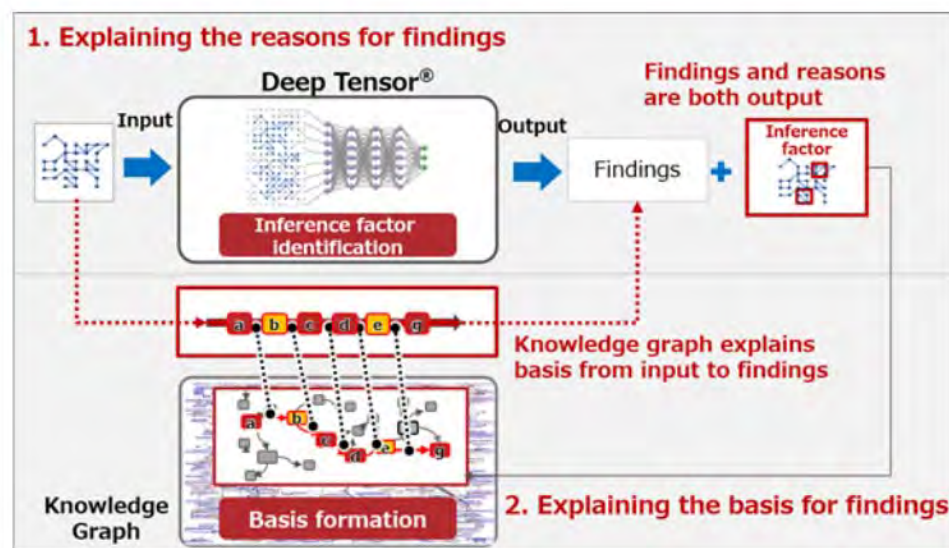 1. Explaining the reasons for findings
Deep Tensor®
Findings and reasons
are both output
Input
Output
Inference
factor
Findings
Inference factor
identification
a b c d e g
Knowledge graph explains
basis from input to findings
a
b
c
d
e
g
Knowledge
Graph
Basis formation
2. Explaining the basis for findings